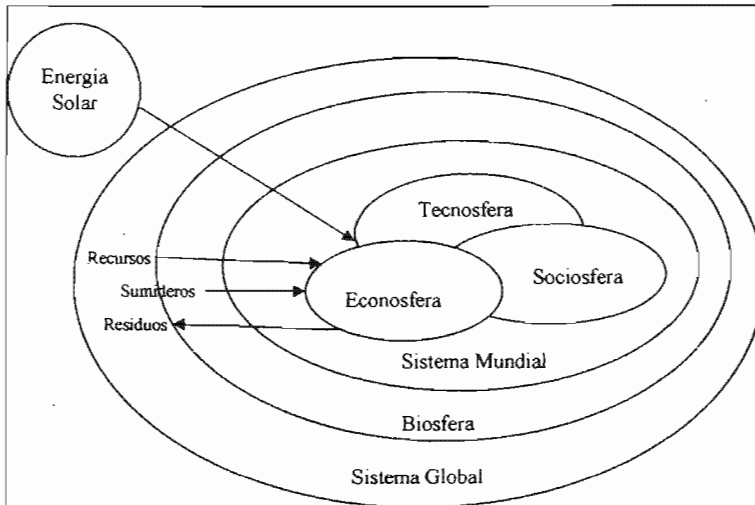 Energia
Solar
Tecnosfera
Recursos
Sumideros
Econosfera
Sociosfera
Residuos
Sistema Mundial
Biosfera
Sistema Global